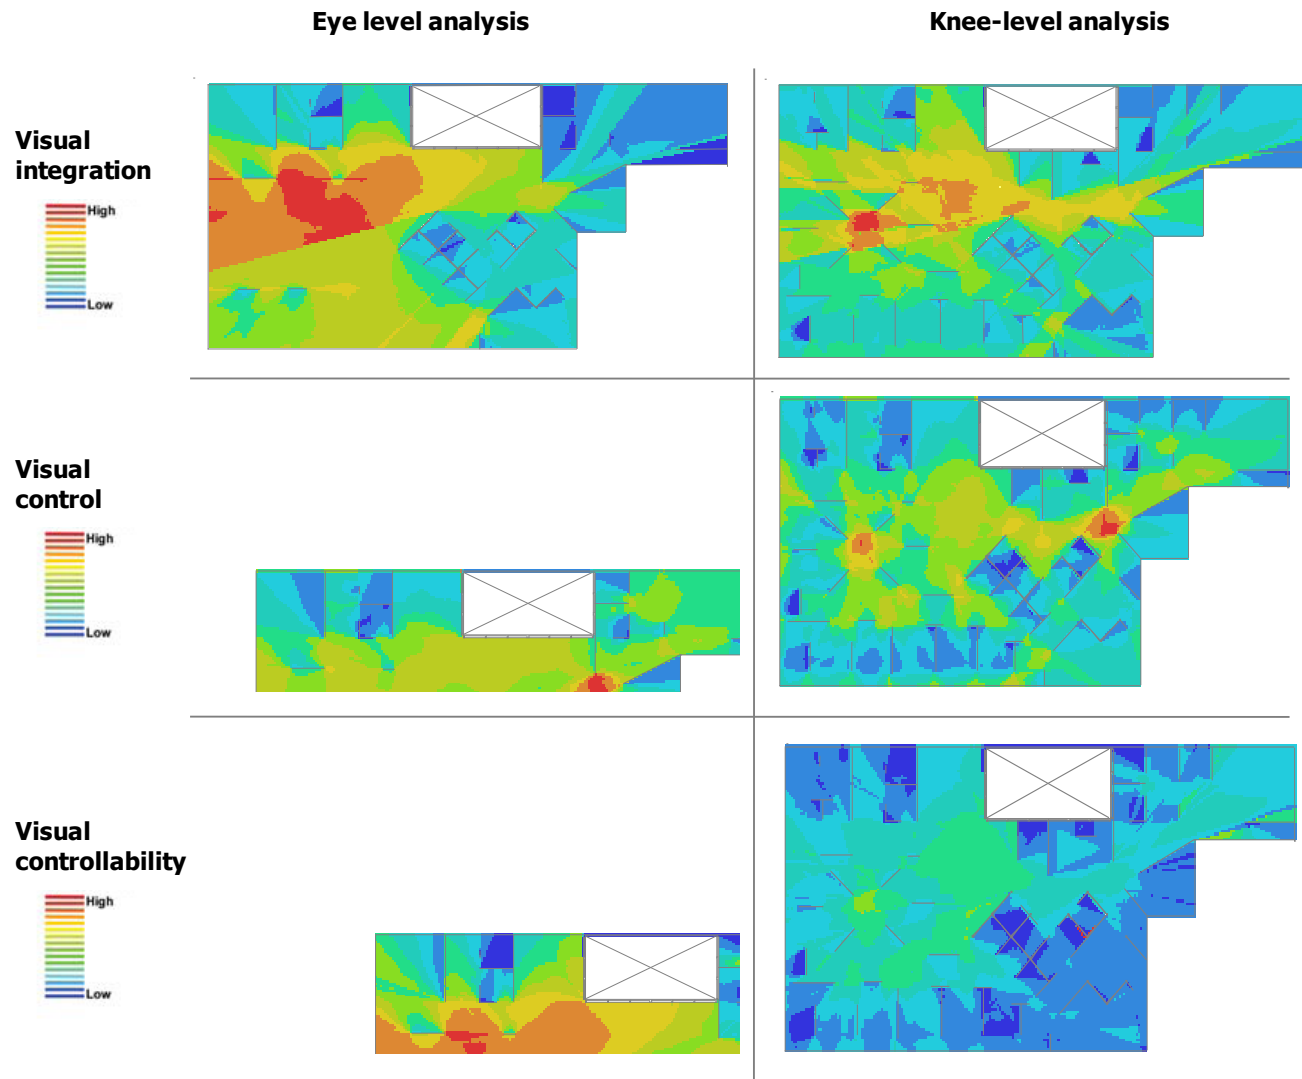 Eye level analysis
Knee-level analysis
Visual
integration
High
Low
Visual
control
High
Low
Visual
controllability
High
Low